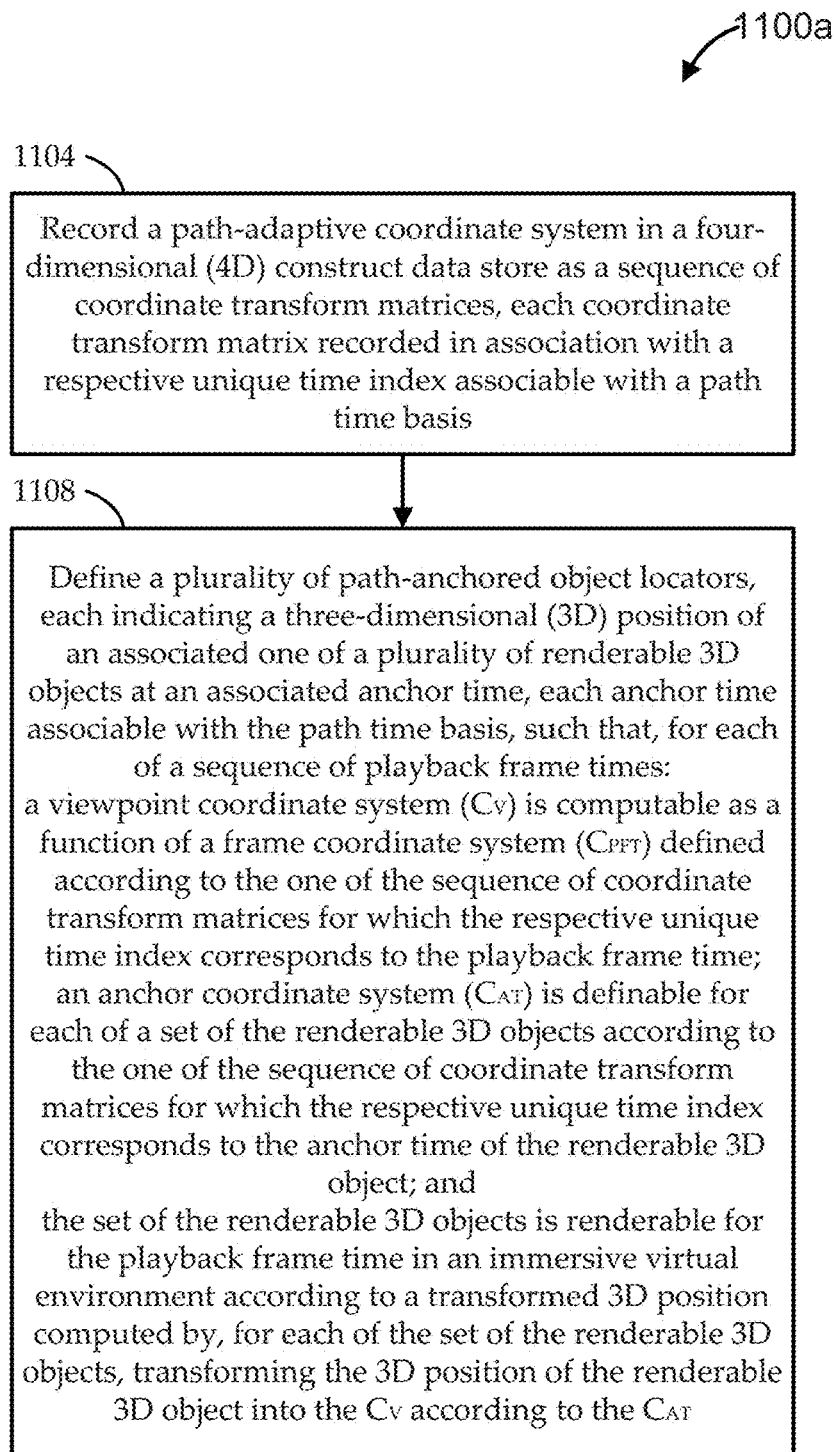 1100a
1104
Record a path-adaptive coordinate system in a four-
dimensional (4D) construct data store as a sequence of
coordinate transform matrices, each coordinate
transform matrix recorded in association with a
respective unique time index associable with a path
time basis
1108
Define a plurality of path-anchored object locators,
each indicating a three-dimensional (3D) position of
an associated one of a plurality of renderable 3D
objects at an associated anchor time, each anchor time
associable with the path time basis, such that, for each
of a sequence of playback frame times:
a viewpoint coordinate system (CV) is computable as a
function of a frame coordinate system (CPFT) defined
according to the one of the sequence of coordinate
transform matrices for which the respective unique
time index corresponds to the playback frame time;
an anchor coordinate system (CAT) is definable for
each of a set of the renderable 3D objects according to
the one of the sequence of coordinate transform
matrices for which the respective unique time index
corresponds to the anchor time of the renderable 3D
object; and
the set of the renderable 3D objects is renderable for
the playback frame time in an immersive virtual
environment according to a transformed 3D position
computed by, for each of the set of the renderable 3D
objects, transforming the 3D position of the renderable
3D object into the CV according to the CAT